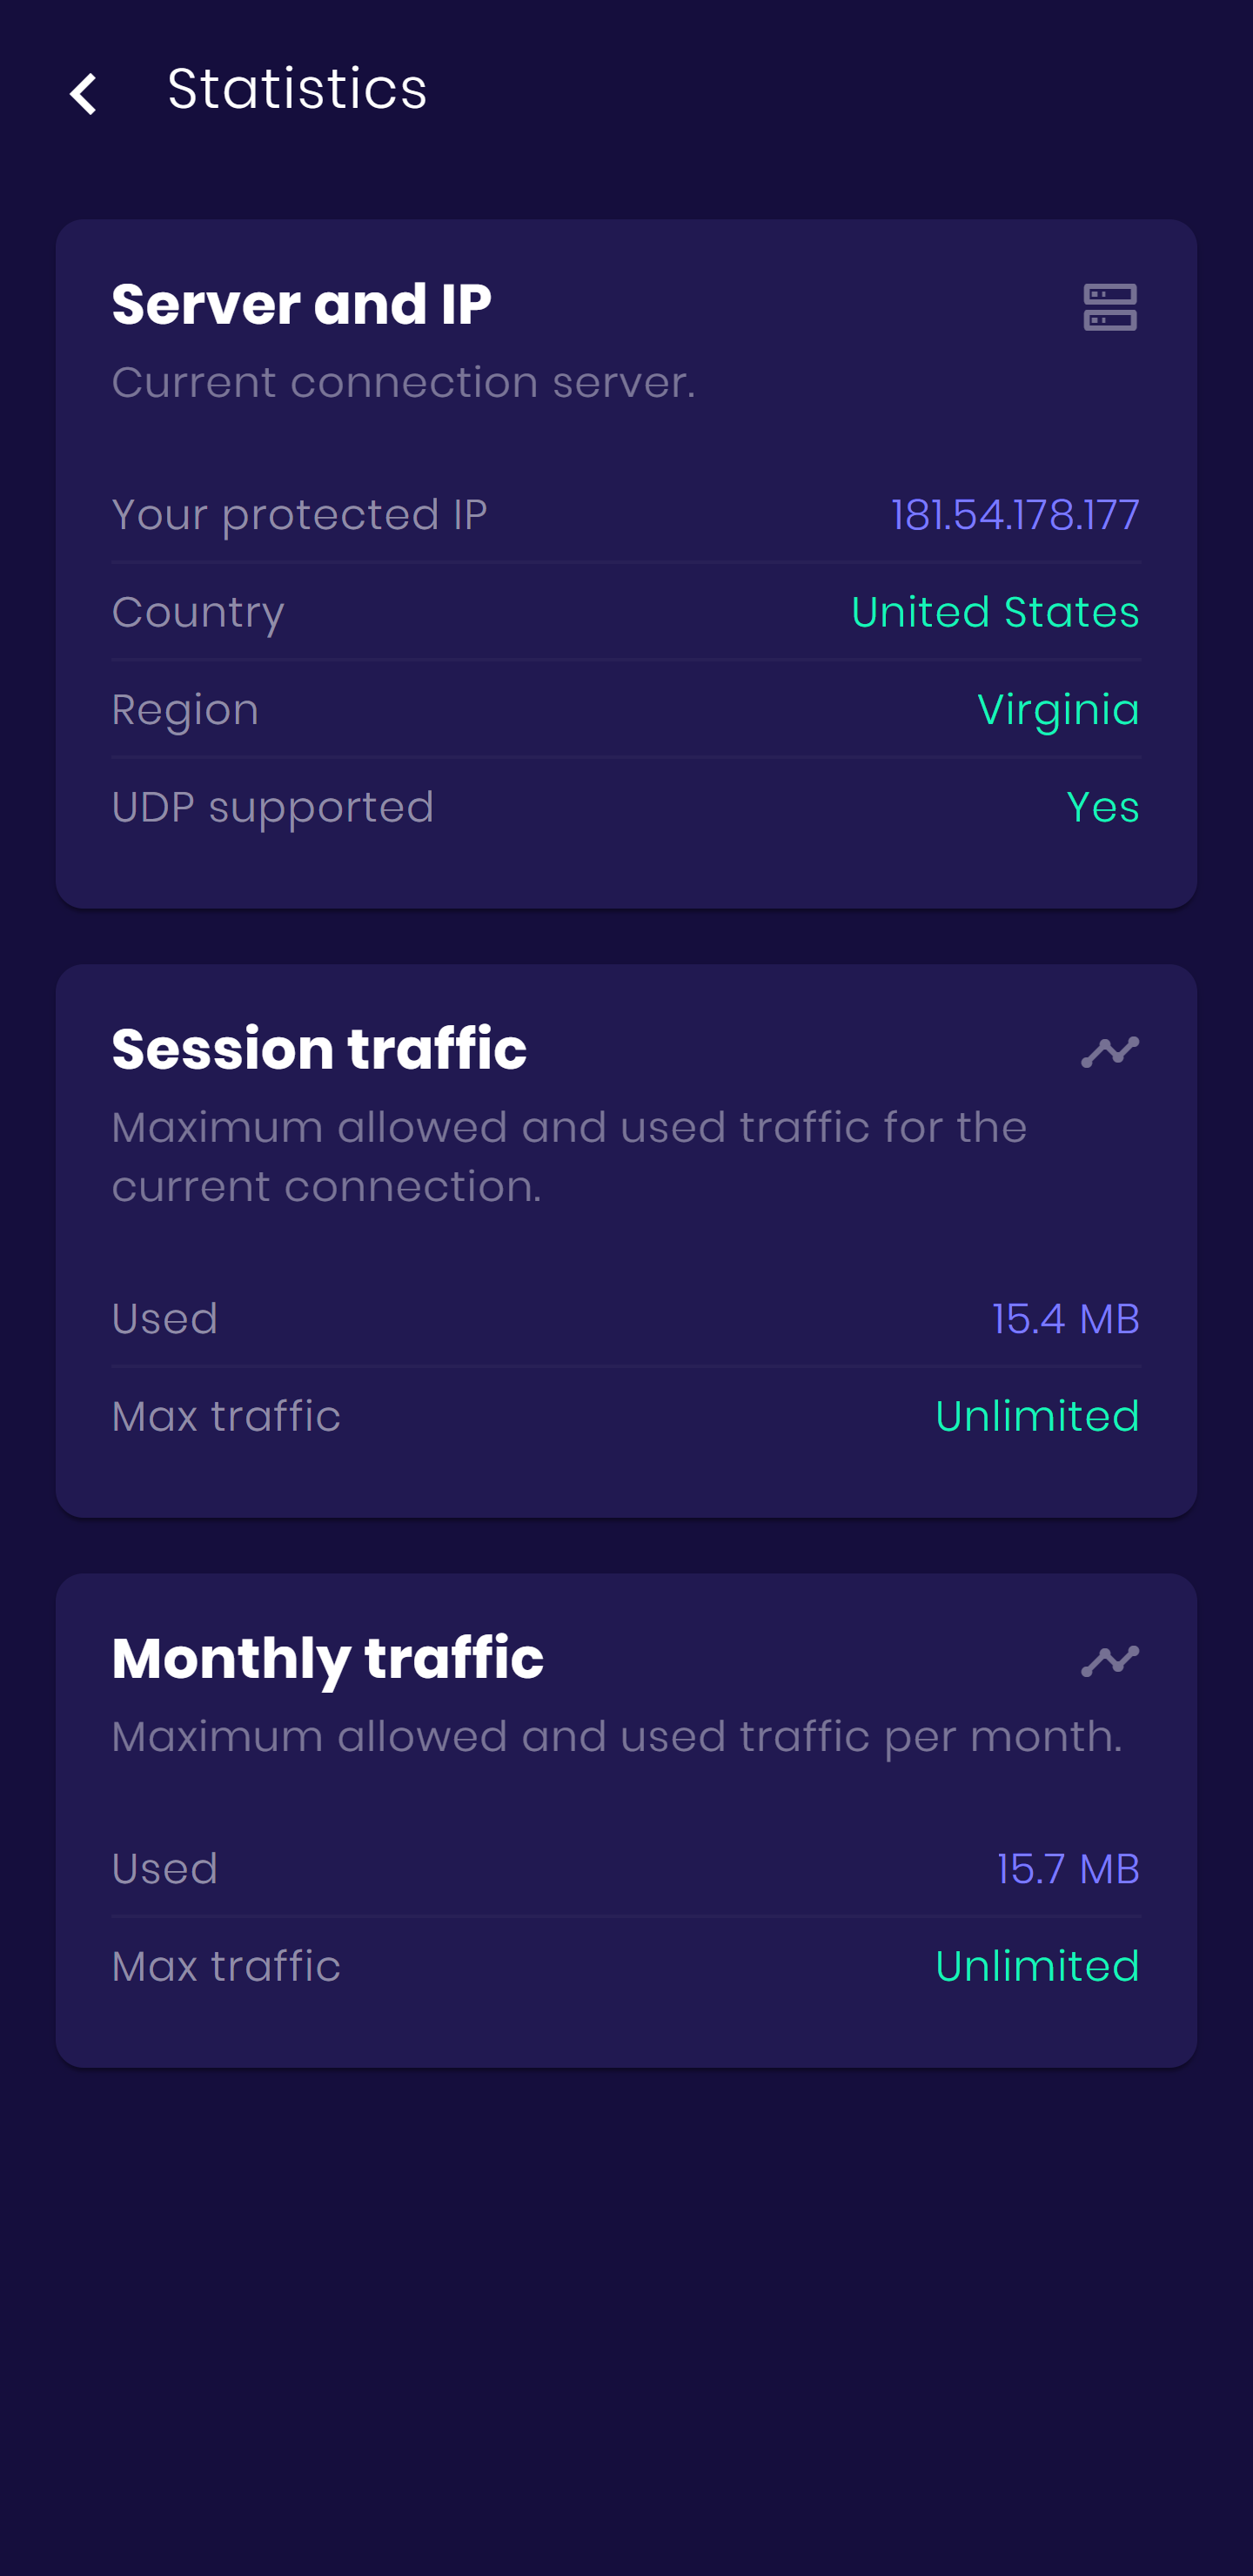 Statistics
Server and IP
Current connection server.
Your protected IP 181.54.178.177
Country United States
Region Virginia
UDP supported Yes
Session traffic
Maximum allowed and used traffic for the
current connection.
Used 15.4 MB
Max traffic Unlimited
Monthly traffic
Maximum allowed and used traffic per month.
Used 15.7 MB
Max traffic Unlimited